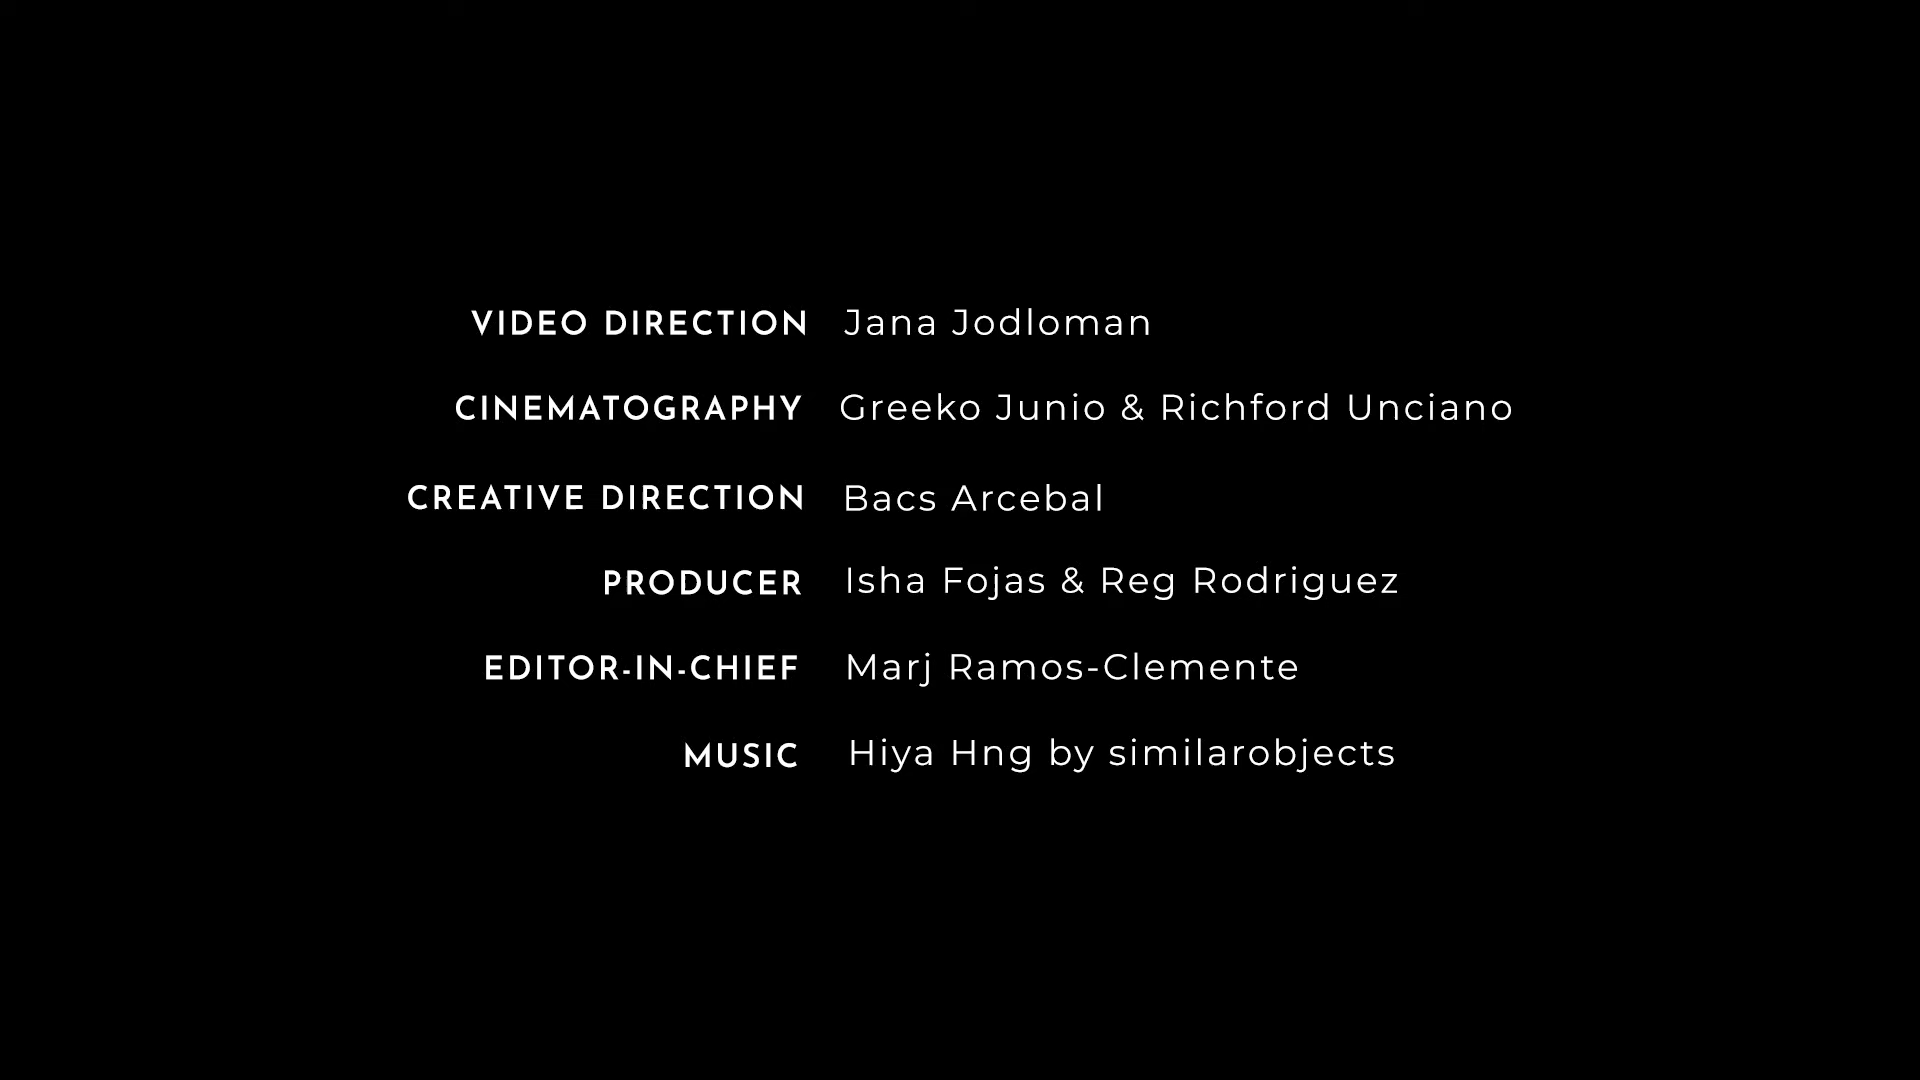 VIDEO DIRECTION Jana Jodloman
CINEMATOGRAPHY Greeko Junio & Richford Unciano
CREATIVE DIRECTION Bacs Arcebal
PRODUCER Isha Fojas & Reg Rodriguez
EDITOR-IN-CHIEF Marj Ramos-Clemente
MUSIC Hiya Hng by similarobjects